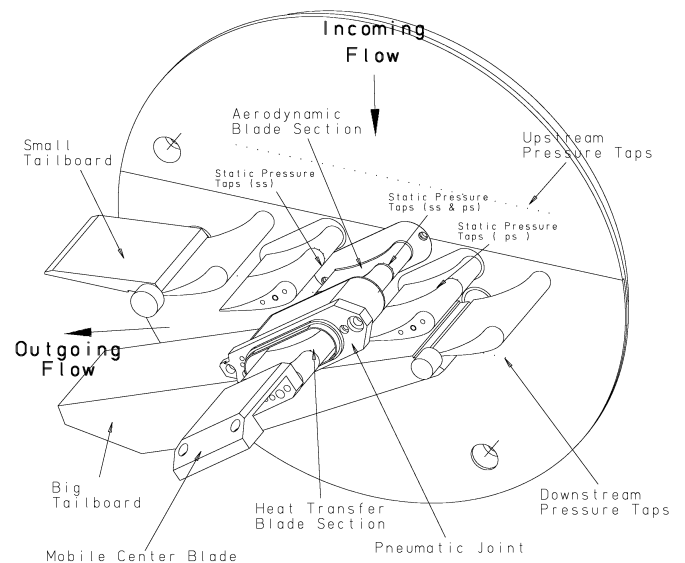 Incoming
Flow
Aerodynamic
Blade Section
Small
Tailboard
Upstream
Pressure Taps
Static Pressure
Taps (ss)
Static Pressure
Taps (ss & ps)
Static Pressure
Taps ( ps )
Outgoing
Flow
Big
Tailboard
Heat Transfer
Blade Section
Downstream
Pressure Taps
Pneumatic Joint
Mobile Center Blade